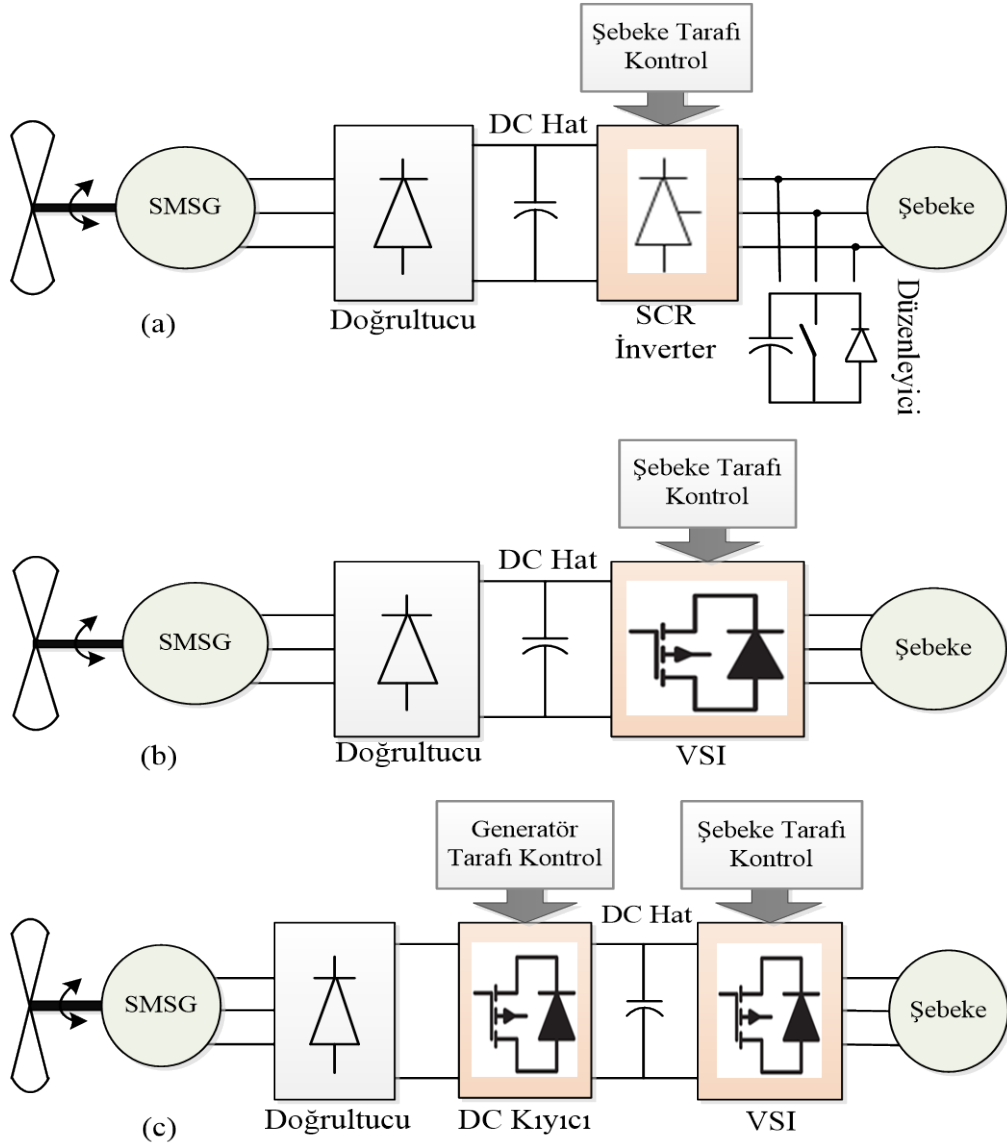 Şebeke Tarafı
Kontrol
DC Hat
SMSG
Şebeke
Doğrultucu
SCR
İnverter
Düzenleyici
(a)
Şebeke Tarafı
Kontrol
DC Hat
SMSG
Şebeke
Doğrultucu
VSI
(b)
Generatör
Tarafı Kontrol
Şebeke Tarafı
Kontrol
DC Hat
SMSG
Şebeke
Doğrultucu
DC Kıyıcı
VSI
(c)